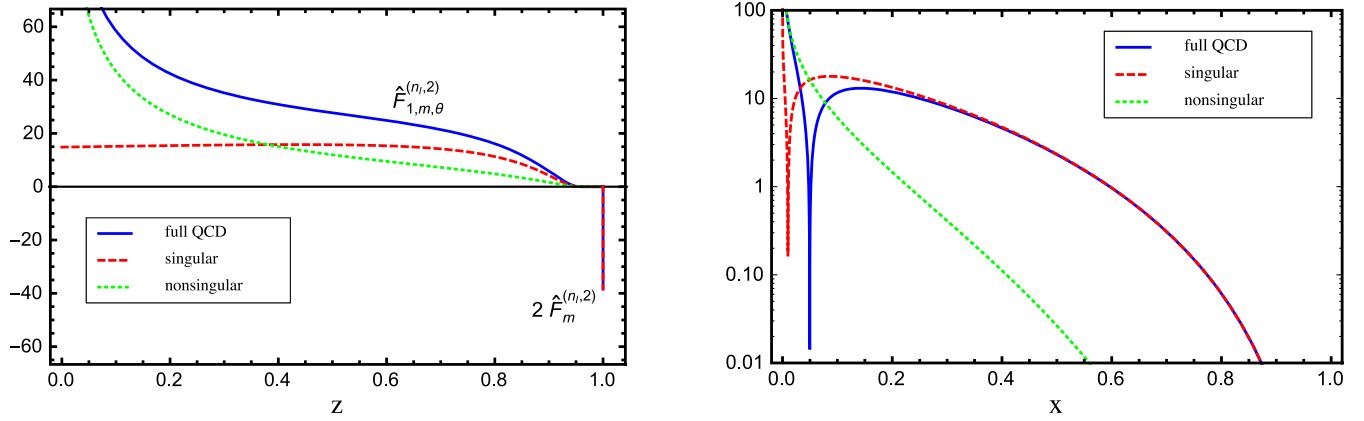 60
40
20
0
−20
−40
−60
F̂^(n_l,2)_1,m,θ
full QCD
singular
nonsingular
2 F̂^(n_l,2)_m
0.0 0.2 0.4 0.6 0.8 1.0
z
100
10
1
0.10
0.01
full QCD
singular
nonsingular
0.0 0.2 0.4 0.6 0.8 1.0
x